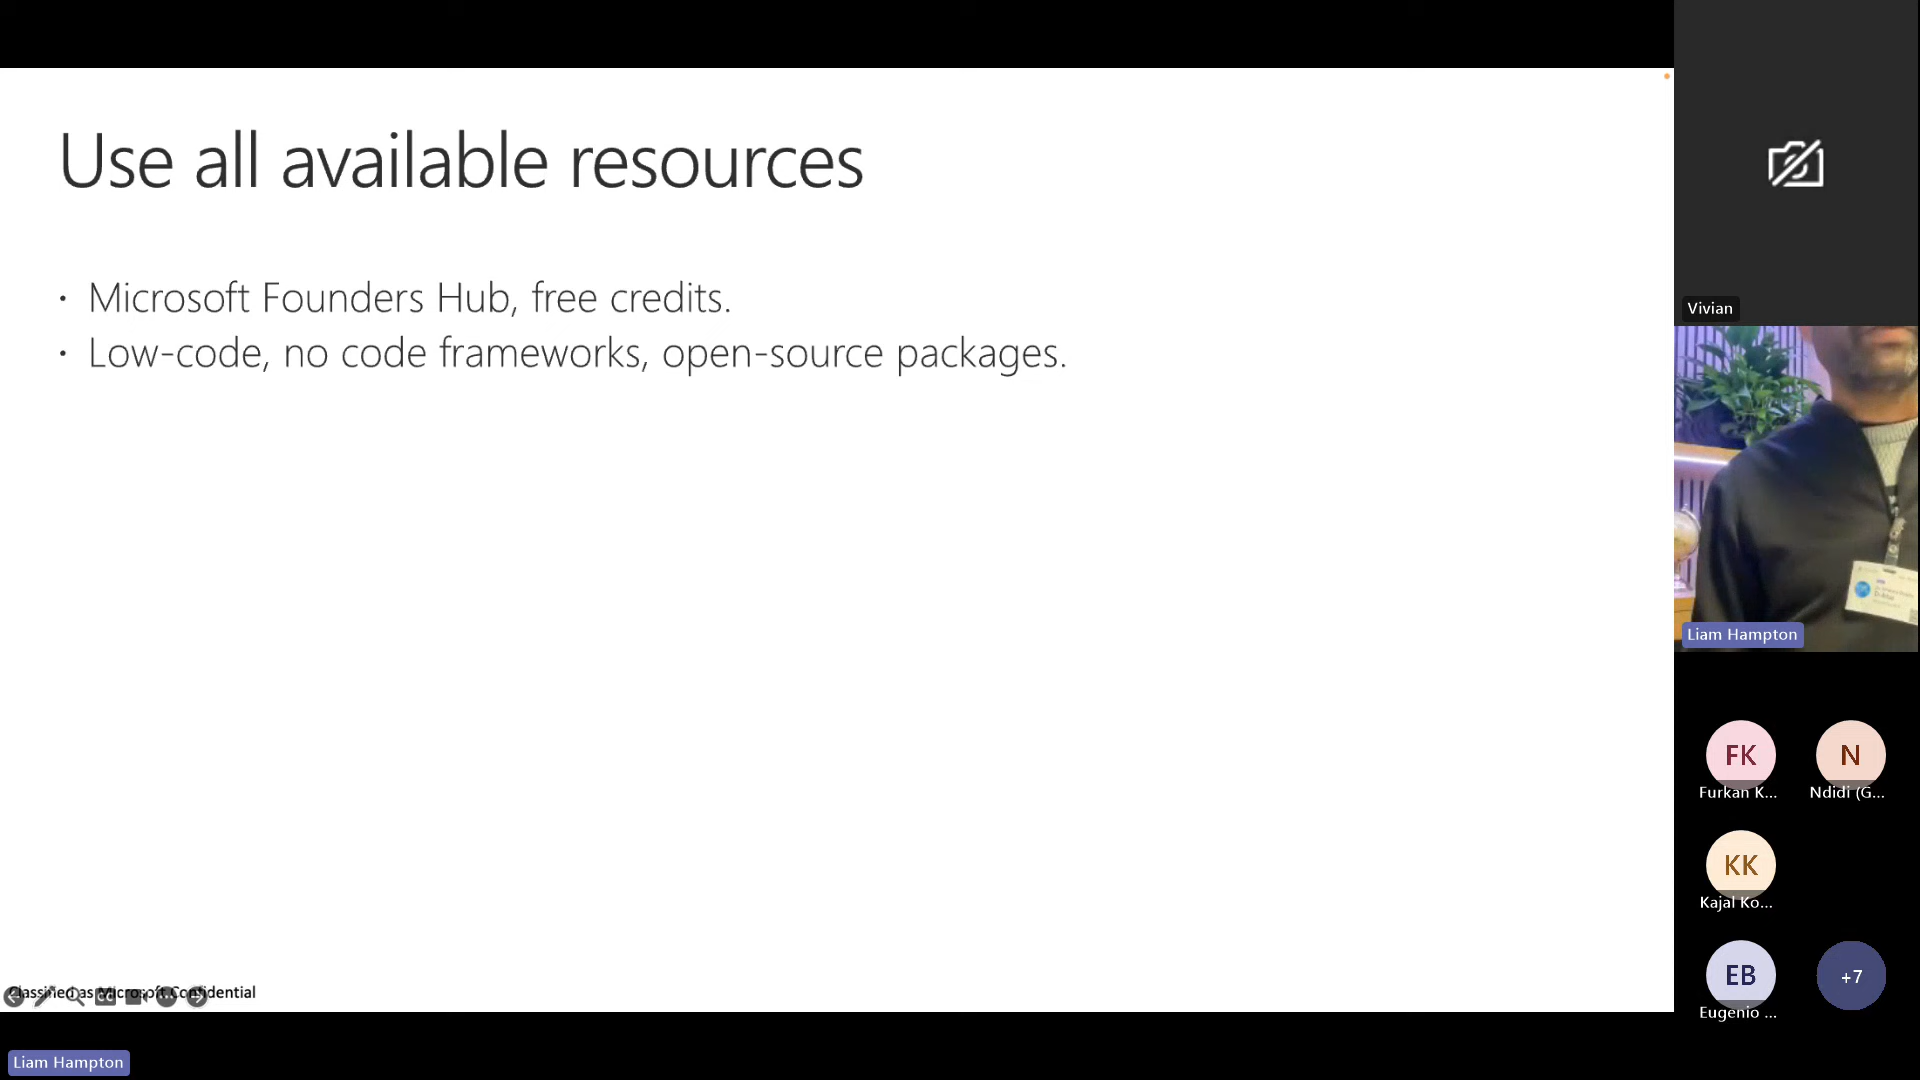 Use all available resources
• Microsoft Founders Hub, free credits.
• Low-code, no code frameworks, open-source packages.
Classified as Microsoft Confidential
Liam Hampton
Vivian
Liam Hampton
FK
Furkan K...
N
Ndidi (G...
KK
Kajal Ko...
EB
Eugenio ...
+7